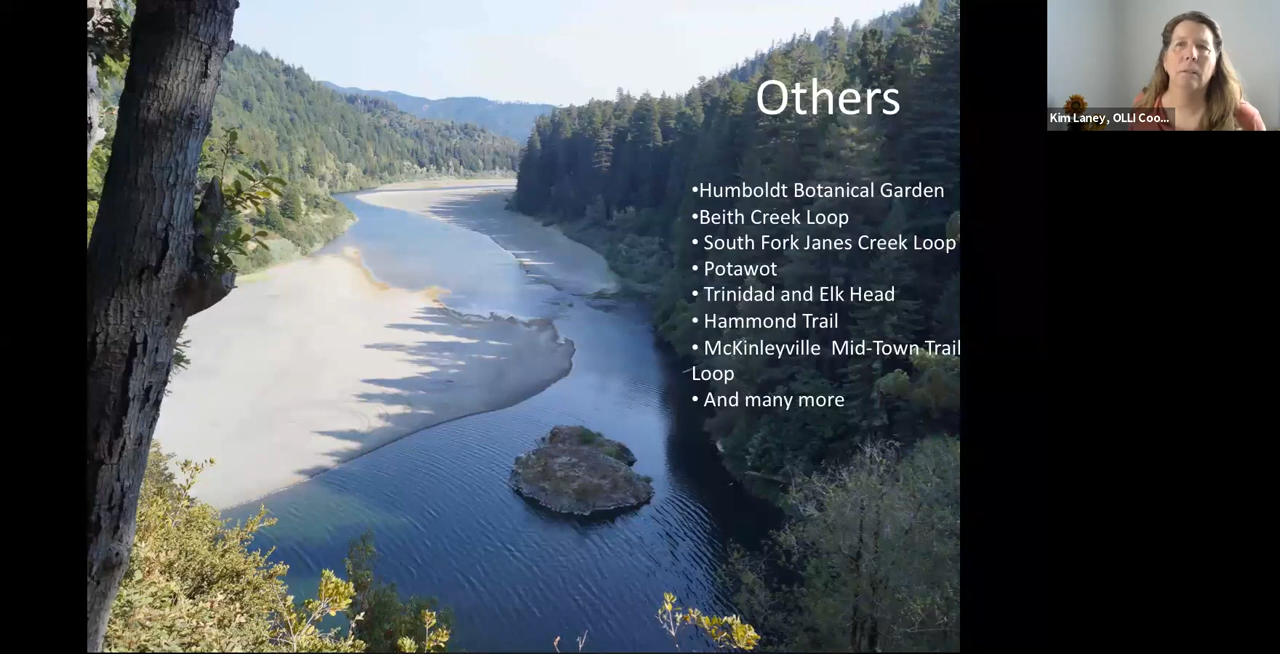 Others
•Humboldt Botanical Garden
•Beith Creek Loop
• South Fork Janes Creek Loop
• Potawot
• Trinidad and Elk Head
• Hammond Trail
• McKinleyville  Mid-Town Trail
Loop
• And many more
Kim Laney, OLLI Coo...